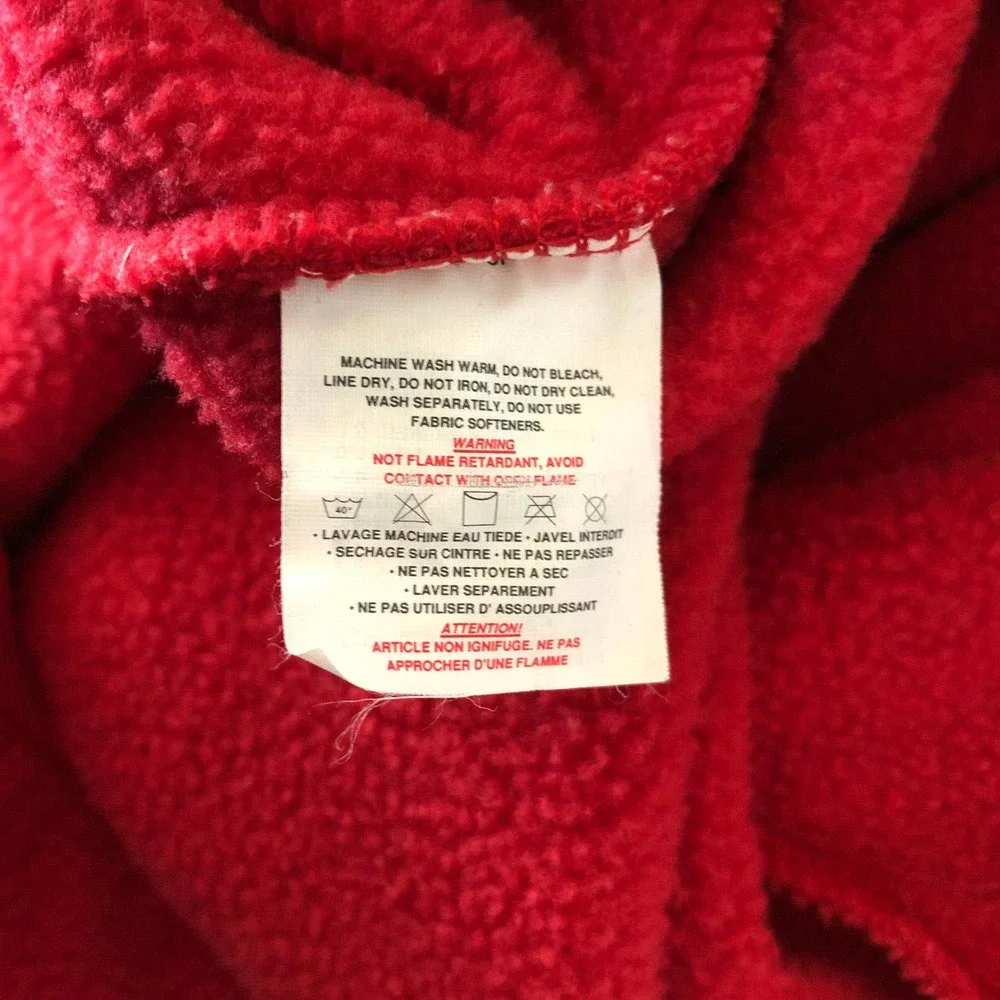 MACHINE WASH WARM, DO NOT BLEACH,
LINE DRY, DO NOT IRON, DO NOT DRY CLEAN,
WASH SEPARATELY, DO NOT USE
FABRIC SOFTENERS.
WARNING
NOT FLAME RETARDANT, AVOID
CONTACT WITH OPEN FLAME
40°
• LAVAGE MACHINE EAU TIEDE • JAVEL INTERDIT
• SECHAGE SUR CINTRE • NE PAS REPASSER
• NE PAS NETTOYER A SEC
• LAVER SEPAREMENT
• NE PAS UTILISER D' ASSOUPLISSANT
ATTENTION!
ARTICLE NON IGNIFUGE. NE PAS
APPROCHER D'UNE FLAMME